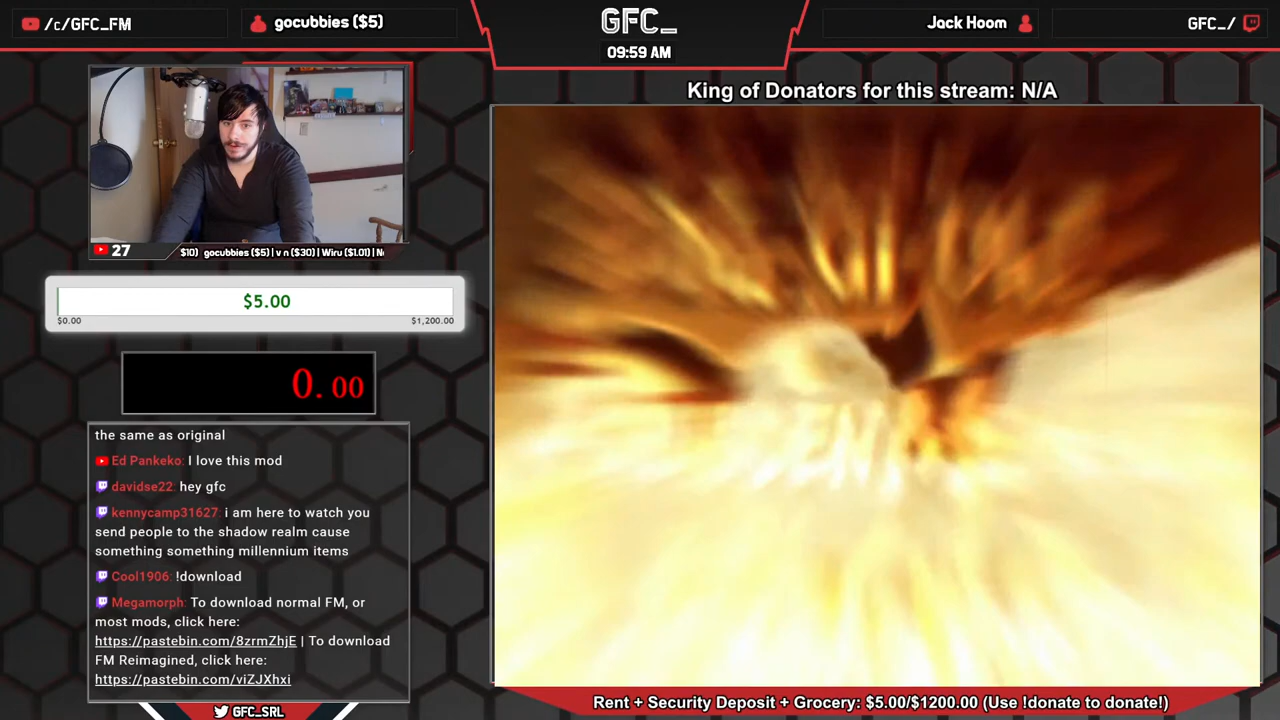 /c/GFC_FM
gocubbies ($5)
GFC_
09:59 AM
Jack Hoom
GFC_/
King of Donators for this stream: N/A
27
$10) gocubbies ($5) | v n ($30) | Wiru ($1.01) |
$5.00
$0.00
$1,200.00
0.00
the same as original
Ed Pankeko: I love this mod
davidse22: hey gfc
kennycamp31627: i am here to watch you
send people to the shadow realm cause
something something millennium items
Cool1906: !download
Megamorph: To download normal FM, or
most mods, click here:
https://pastebin.com/8zrmZhjE | To download
FM Reimagined, click here:
https://pastebin.com/viZJXhxi
GFC_SRL
Rent + Security Deposit + Grocery: $5.00/$1200.00 (Use !donate to donate!)